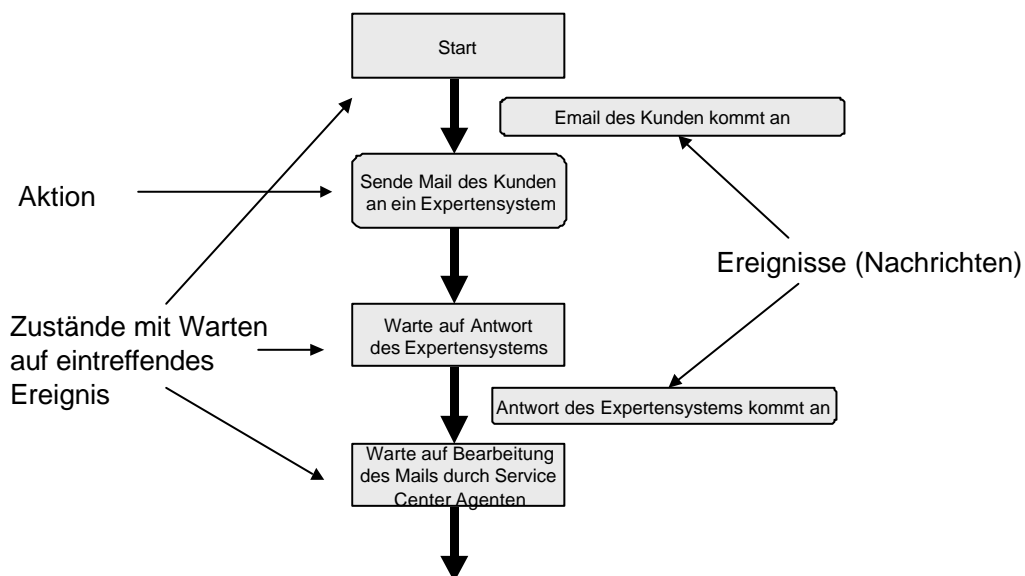 Start
Email des Kunden kommt an
Sende Mail des Kunden
an ein Expertensystem
Aktion
Ereignisse (Nachrichten)
Zustände mit Warten
auf eintreffendes
Ereignis
Warte auf Antwort
des Expertensystems
Antwort des Expertensystems kommt an
Warte auf Bearbeitung
des Mails durch Service
Center Agenten